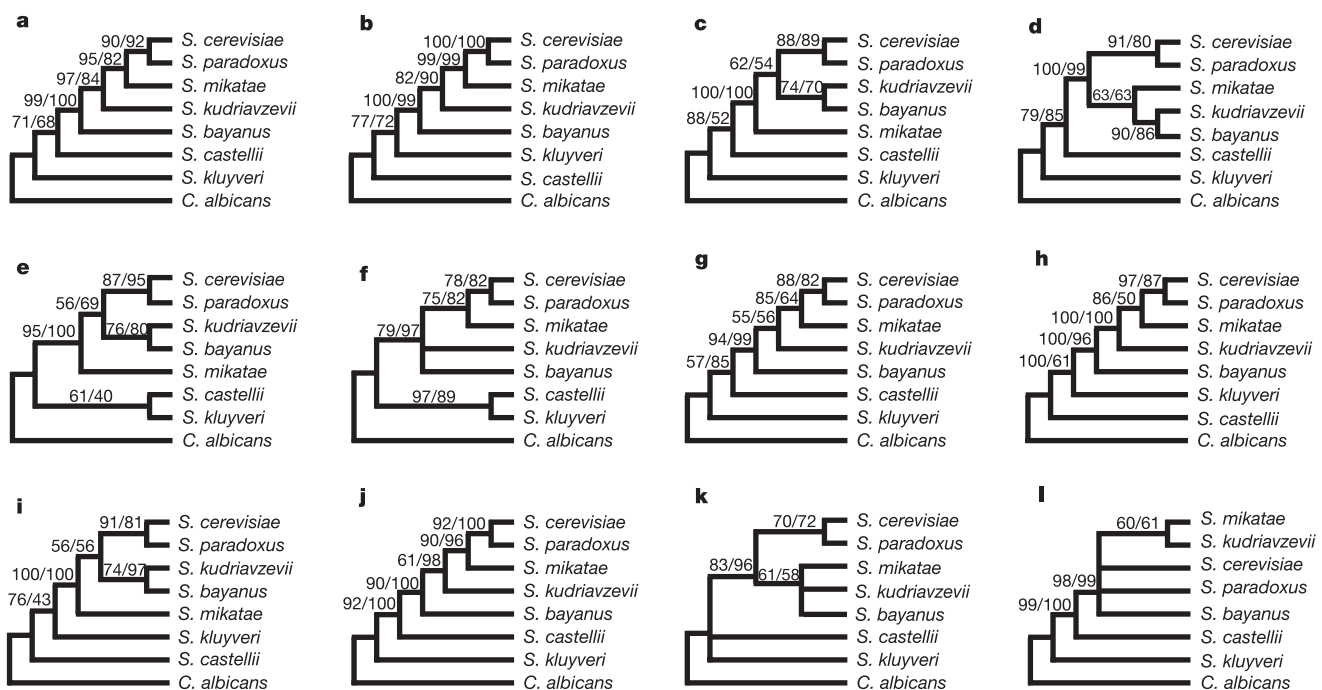 a
90/92
S. cerevisiae
95/82
S. paradoxus
97/84
S. mikatae
99/100
S. kudriavzevii
71/68
S. bayanus
S. castellii
S. kluyveri
C. albicans
b
100/100
S. cerevisiae
99/99
S. paradoxus
82/90
S. mikatae
100/99
S. kudriavzevii
77/72
S. bayanus
S. kluyveri
S. castellii
C. albicans
c
88/89
S. cerevisiae
62/54
S. paradoxus
74/70
S. kudriavzevii
100/100
S. bayanus
88/52
S. mikatae
S. castellii
S. kluyveri
C. albicans
d
91/80
S. cerevisiae
100/99
S. paradoxus
63/63
S. mikatae
79/85
S. kudriavzevii
90/86
S. bayanus
S. castellii
S. kluyveri
C. albicans
e
87/95
S. cerevisiae
56/69
S. paradoxus
76/80
S. kudriavzevii
95/100
S. bayanus
S. mikatae
61/40
S. castellii
S. kluyveri
C. albicans
f
78/82
S. cerevisiae
75/82
S. paradoxus
S. mikatae
79/97
S. kudriavzevii
S. bayanus
97/89
S. castellii
S. kluyveri
C. albicans
g
88/82
S. cerevisiae
85/64
S. paradoxus
55/56
S. mikatae
94/99
S. kudriavzevii
57/85
S. bayanus
S. castellii
S. kluyveri
C. albicans
h
97/87
S. cerevisiae
86/50
S. paradoxus
100/100
S. mikatae
100/96
S. kudriavzevii
100/61
S. bayanus
S. kluyveri
S. castellii
C. albicans
i
91/81
S. cerevisiae
56/56
S. paradoxus
74/97
S. kudriavzevii
100/100
S. bayanus
76/43
S. mikatae
S. kluyveri
S. castellii
C. albicans
j
92/100
S. cerevisiae
90/96
S. paradoxus
61/98
S. mikatae
90/100
S. kudriavzevii
92/100
S. bayanus
S. castellii
S. kluyveri
C. albicans
k
70/72
S. cerevisiae
S. paradoxus
83/96
61/58
S. mikatae
S. kudriavzevii
S. bayanus
S. castellii
S. kluyveri
C. albicans
l
60/61
S. mikatae
S. kudriavzevii
S. cerevisiae
98/99
S. paradoxus
99/100
S. bayanus
S. castellii
S. kluyveri
C. albicans